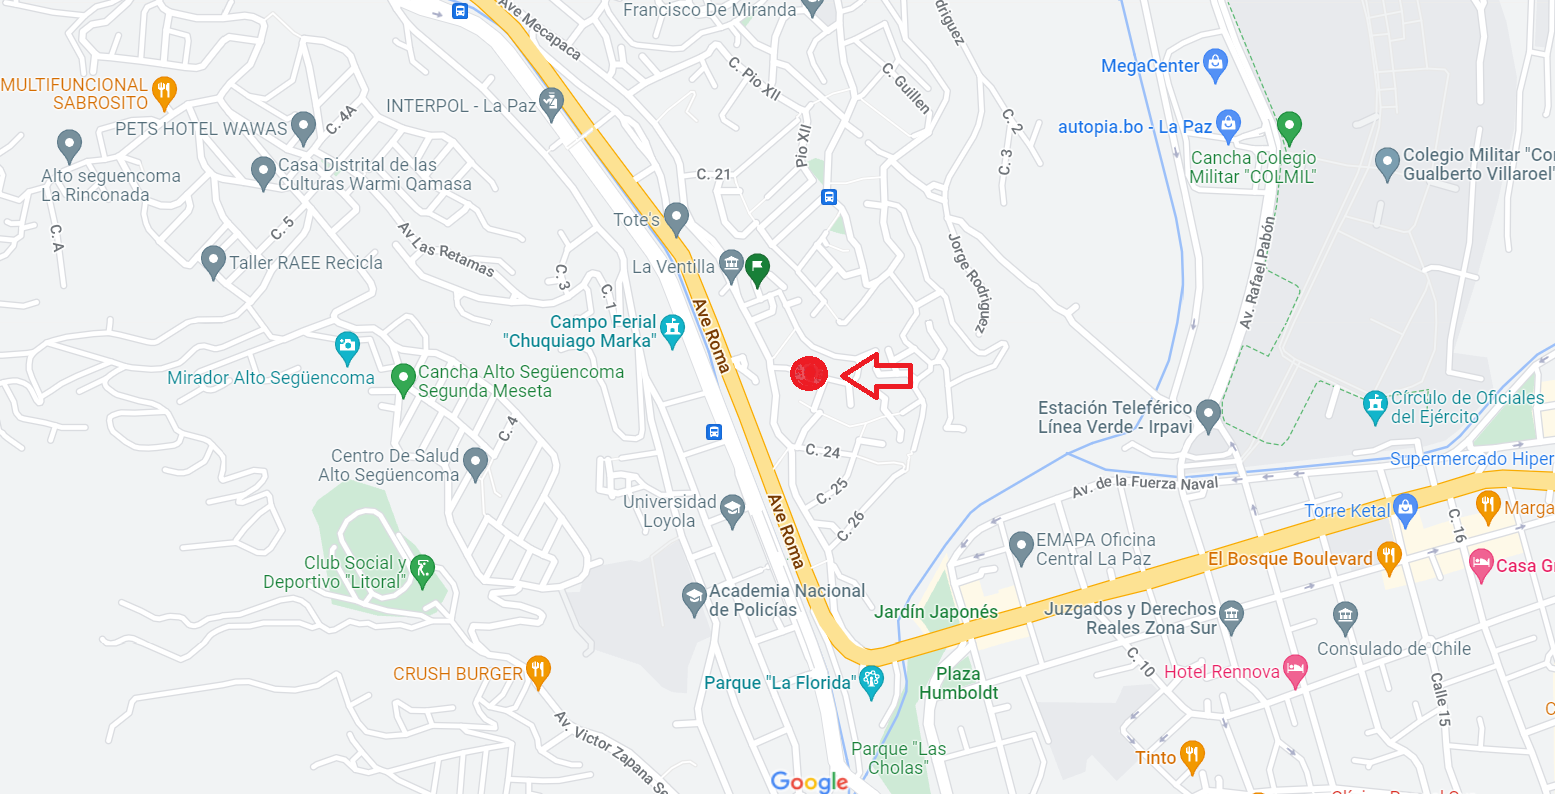 Ave Mecapaca
Francisco De Miranda
C. Pio XII
C. Guillen
MegaCenter
MULTIFUNCIONAL
SABROSITO
INTERPOL - La Paz
C. 4A
PETS HOTEL WAWAS
C. 2
autopia.bo - La Paz
Pio XII
C. 3
Cancha Colegio
Militar "COLMIL"
Alto seguencoma
La Rinconada
Casa Distrital de las
Culturas Warmi Qamasa
C. 21
Colegio Militar "Co
Gualberto Villaroel"
C. A
C. 5
Tote's
Av Las Retamas
Taller RAEE Recicla
La Ventilla
Jorge Rodriguez
Av. Rafael Pabón
C. 3
C. 1
Campo Ferial
"Chuquiago Marka"
Ave Roma
Mirador Alto Següencoma
Cancha Alto Següencoma
Segunda Meseta
Estación Teleférico
Línea Verde - Irpavi
Círculo de Oficiales
del Ejército
C. 4
Centro De Salud
Alto Següencoma
C. 24
Supermercado Hiper
Av. de la Fuerza Naval
C. 25
Universidad
Loyola
Ave Roma
C. 26
Torre Ketal
C. 16
Marga
EMAPA Oficina
Central La Paz
El Bosque Boulevard
Casa G
Club Social y
Deportivo "Litoral"
Academia Nacional
de Policías
Jardín Japonés
Juzgados y Derechos
Reales Zona Sur
Consulado de Chile
CRUSH BURGER
Parque "La Florida"
Plaza
Humboldt
C. 10
Hotel Rennova
Calle 15
Av. Victor Zapana Se
Parque "Las
Cholas"
Tinto
Google